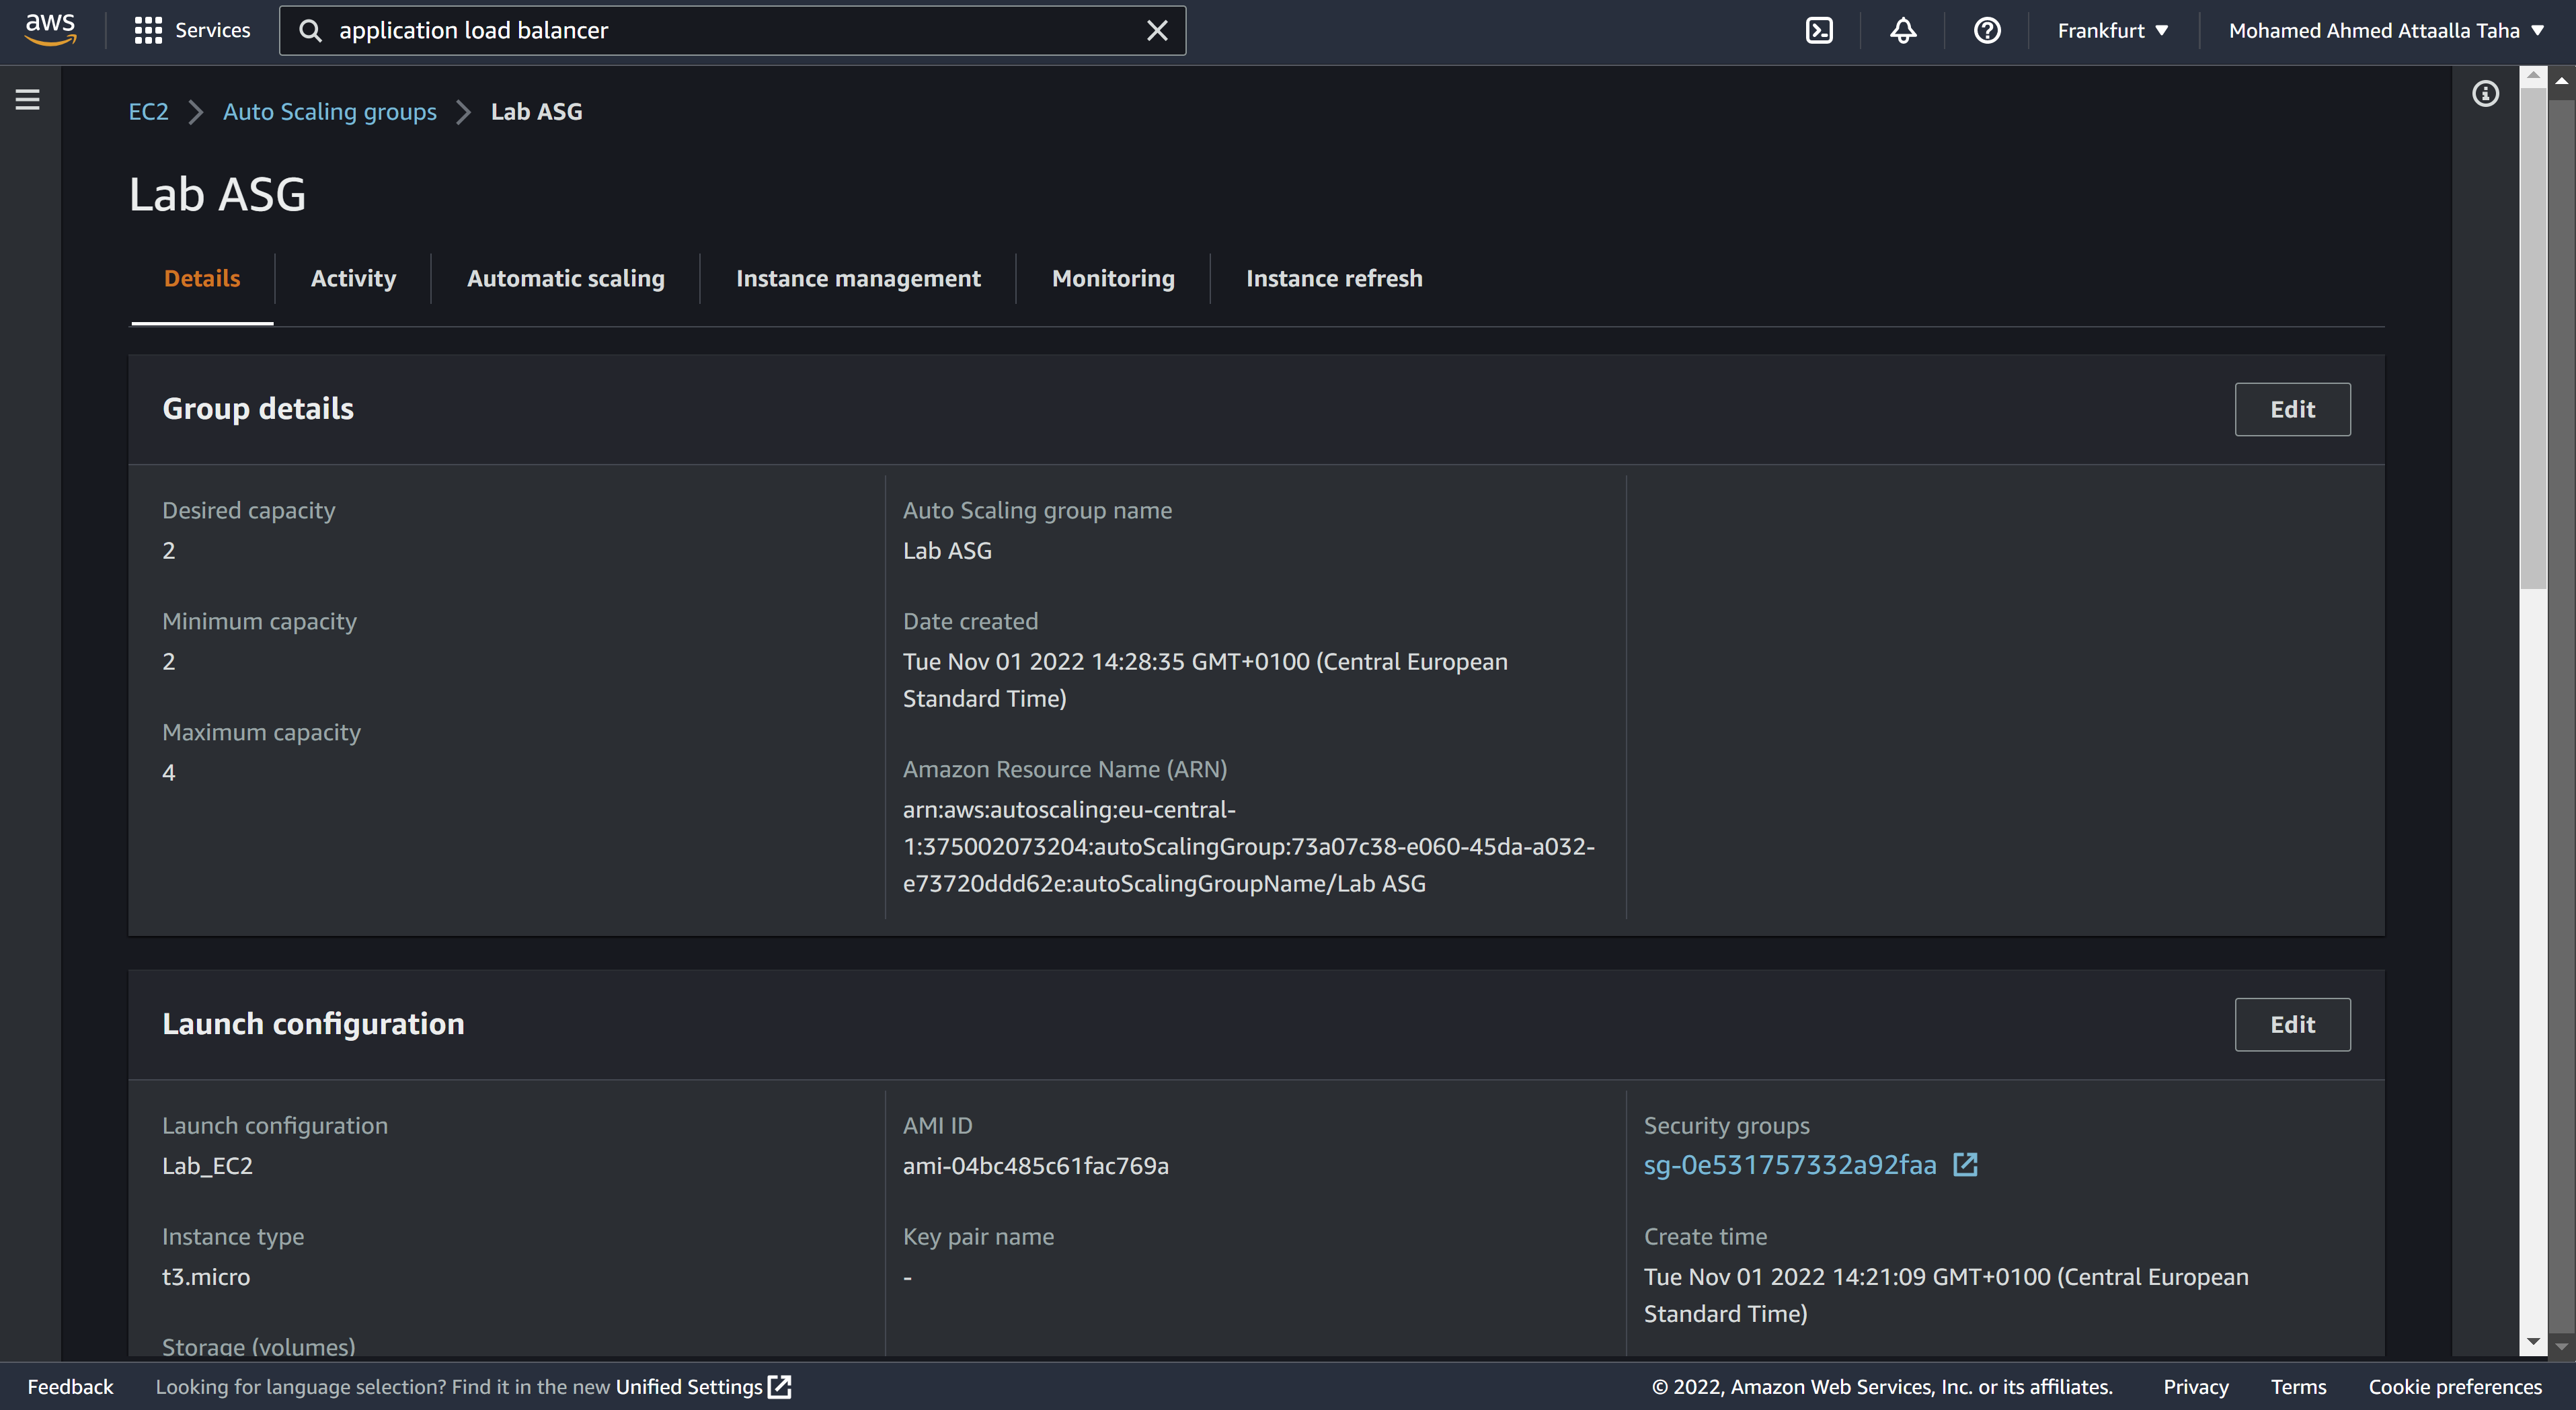 aws
Services
application load balancer
Frankfurt
Mohamed Ahmed Attaalla Taha
EC2
Auto Scaling groups
Lab ASG
Lab ASG
Details
Activity
Automatic scaling
Instance management
Monitoring
Instance refresh
Group details
Edit
Desired capacity
2
Minimum capacity
2
Maximum capacity
4
Auto Scaling group name
Lab ASG
Date created
Tue Nov 01 2022 14:28:35 GMT+0100 (Central European
Standard Time)
Amazon Resource Name (ARN)
arn:aws:autoscaling:eu-central-
1:375002073204:autoScalingGroup:73a07c38-e060-45da-a032-
e73720ddd62e:autoScalingGroupName/Lab ASG
Launch configuration
Edit
Launch configuration
Lab_EC2
Instance type
t3.micro
Storage (volumes)
AMI ID
ami-04bc485c61fac769a
Key pair name
-
Security groups
sg-0e531757332a92faa
Create time
Tue Nov 01 2022 14:21:09 GMT+0100 (Central European
Standard Time)
Feedback
Looking for language selection? Find it in the new Unified Settings
© 2022, Amazon Web Services, Inc. or its affiliates.
Privacy
Terms
Cookie preferences